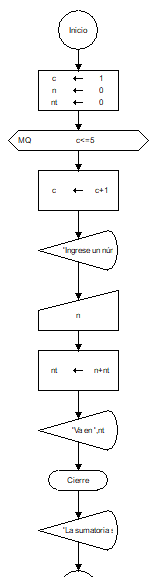 Inicio
c ← 1
n ← 0
nt ← 0
MQ c<=5
c ← c+1
"Ingrese un núr
n
nt ← n+nt
"Va en ",nt
Cierre
"La sumatoria s